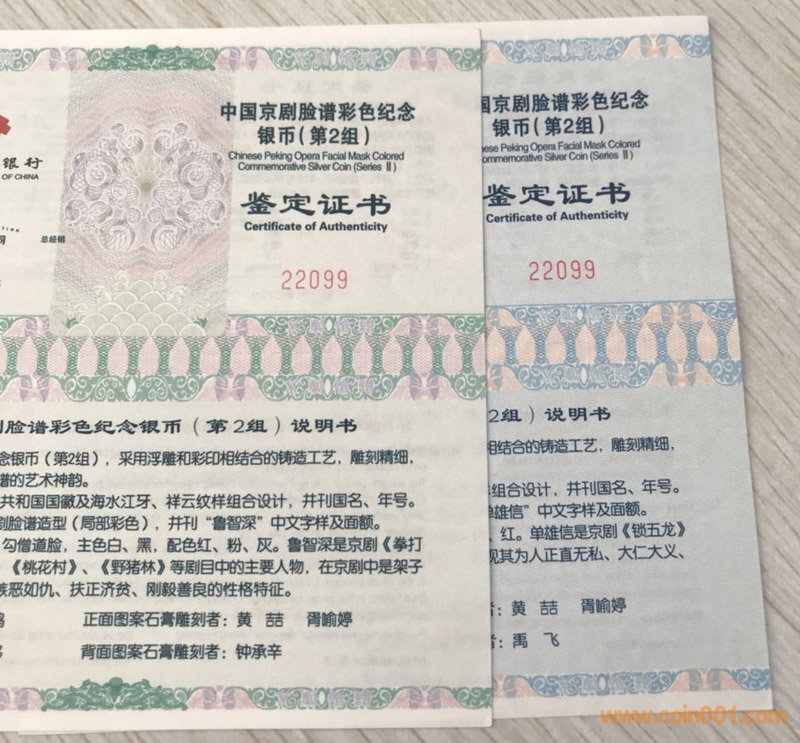 中国京剧脸谱彩色纪念
银币(第2组)
Chinese Peking Opera Facial Mask Colored
Commemorative Silver Coin (Series Ⅱ)
鉴定证书
Certificate of Authenticity
22099
银行
OF CHINA
司
总经销
剧脸谱彩色纪念银币(第2组)说明书
念银币(第2组),采用浮雕和彩印相结合的铸造工艺,雕刻精细,
谱的艺术神韵。
共和国国徽及海水江牙、祥云纹样组合设计,并刊国名、年号。
剧脸谱造型(局部彩色),并刊“鲁智深”中文字样及面额。
勾僧道脸,主色白、黑,配色红、粉、灰。鲁智深是京剧《拳打
《桃花村》、《野猪林》等剧目中的主要人物,在京剧中是架子
疾恶如仇、扶正济贫、刚毅善良的性格特征。
正面图案石膏雕刻者:黄 喆 胥喻婷
背面图案石膏雕刻者:钟承辛
国京剧脸谱彩色纪念
银币(第2组)
Chinese Peking Opera Facial Mask Colored
Commemorative Silver Coin (Series Ⅱ)
鉴定证书
Certificate of Authenticity
22099
2组)说明书
相结合的铸造工艺,雕刻精细,
样组合设计,并刊国名、年号。
单雄信”中文字样及面额。
、红。单雄信是京剧《锁五龙》
现其为人正直无私、大仁大义、
者:黄 喆 胥喻婷
者:禹 飞
www.coin001.com